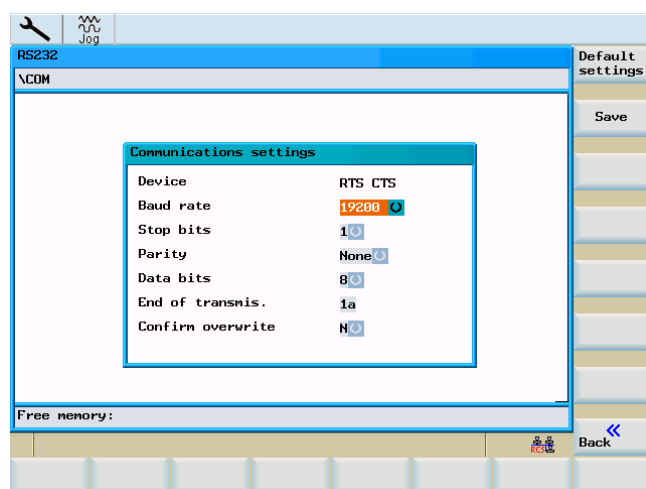 Jog
RS232
\COM
Default
settings
Save
Communications settings
Device RTS CTS
Baud rate 19200
Stop bits 1
Parity None
Data bits 8
End of transmis. 1a
Confirm overwrite N
Free memory:
RCS
Back